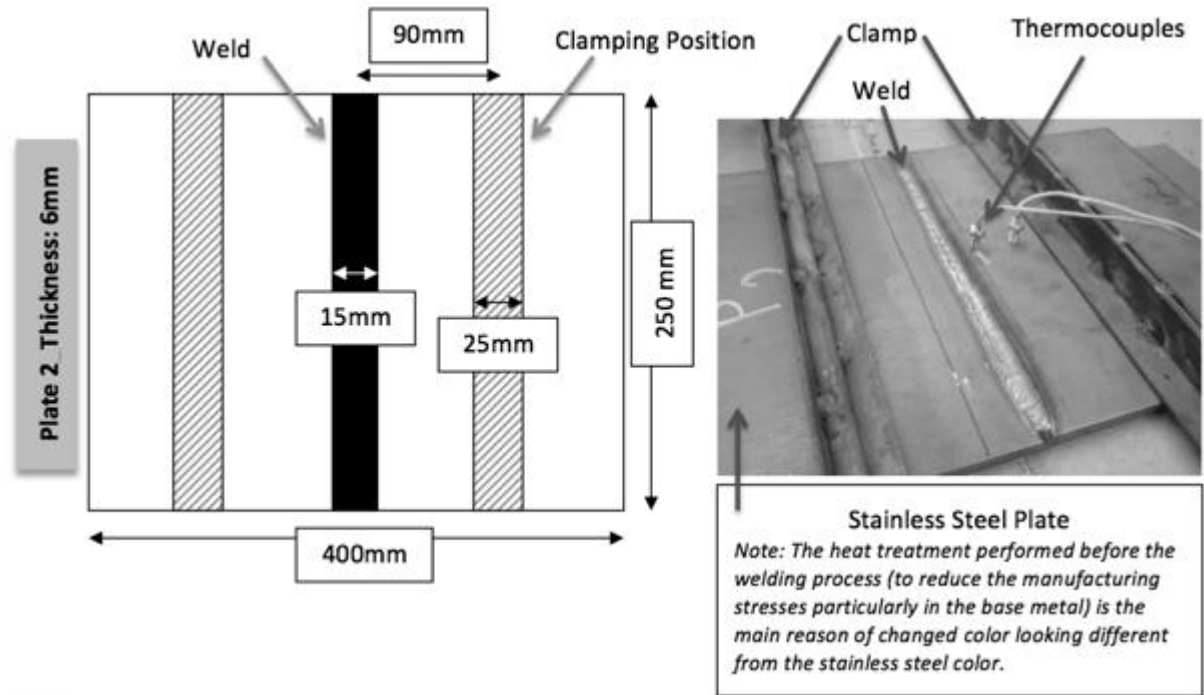 90mm
Weld
Clamping Position
Plate 2_Thickness: 6mm
15mm
25mm
250 mm
400mm
Clamp
Thermocouples
Weld
Stainless Steel Plate
Note: The heat treatment performed before the
welding process (to reduce the manufacturing
stresses particularly in the base metal) is the
main reason of changed color looking different
from the stainless steel color.